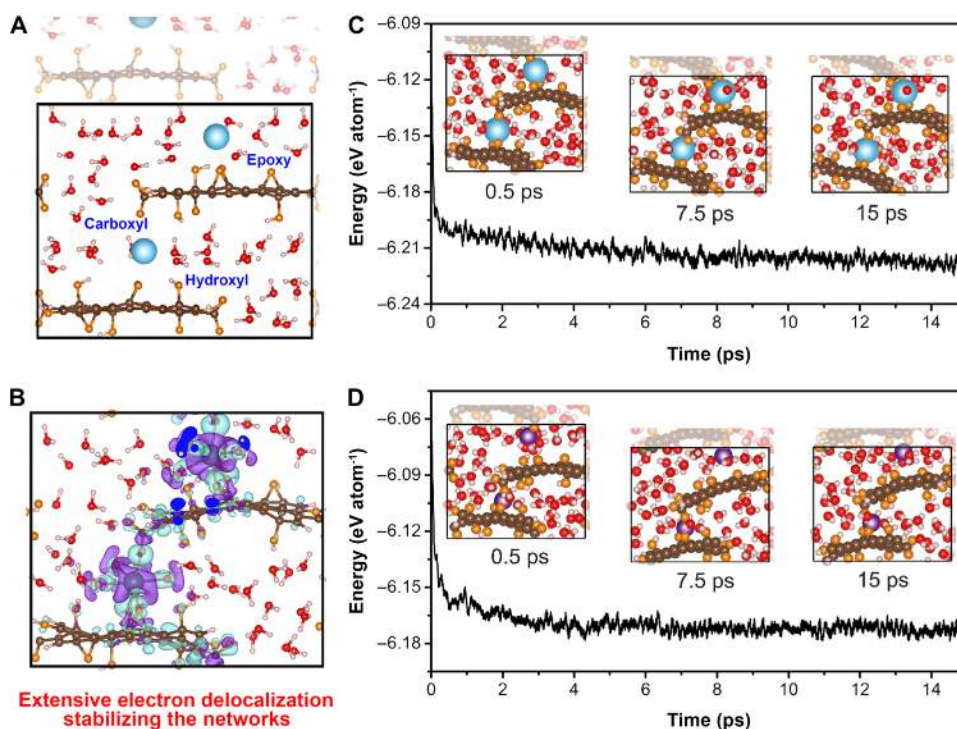 A
Epoxy
Carboxyl
Hydroxyl
B
Extensive electron delocalization
stabilizing the networks
C
Energy (eV atom⁻¹)
−6.09
−6.12
−6.15
−6.18
−6.21
−6.24
0.5 ps
7.5 ps
15 ps
0 2 4 6 8 10 12 14
Time (ps)
D
Energy (eV atom⁻¹)
−6.06
−6.09
−6.12
−6.15
−6.18
0.5 ps
7.5 ps
15 ps
0 2 4 6 8 10 12 14
Time (ps)